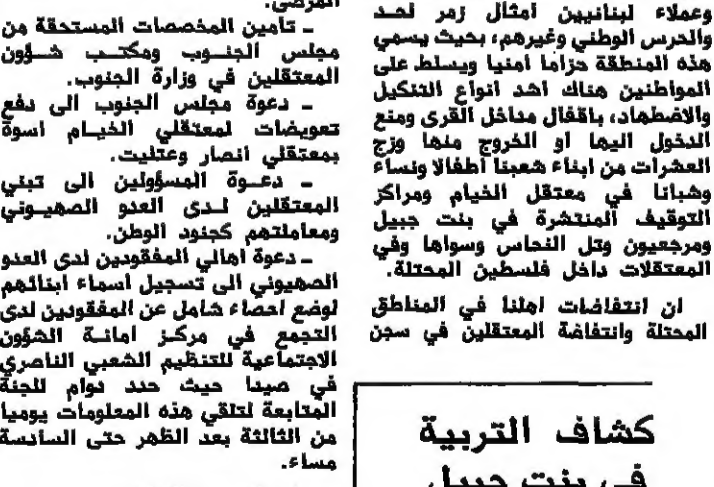 وعملاء لبنانيين امثال زمر لحد
والحرس الوطني وغيرهم، بحيث يسمي
هذه المنطقة حزاما امنيا ويسلط على
المواطنين هناك اشد انواع التنكيل
والاضطهاد، باقفال مداخل القرى ومنع
الدخول اليها او الخروج منها وزج
العشرات من ابناء شعبنا اطفالا ونساء
وشبانا في معتقل الخيام ومراكز
التوقيف المنتشرة في بنت جبيل
ومرجعيون وتل النحاس وسواها وفي
المعتقلات داخل فلسطين المحتلة.
ان انتفاضات اهلنا في المناطق
المحتلة وانتفاضة المعتقلين في سجن
كشاف التربية
في بنت جبيل
المرضى.
ـ تأمين المخصصات المستحقة من
مجلس الجنوب ومكتب شؤون
المعتقلين في وزارة الجنوب.
ـ دعوة مجلس الجنوب الى دفع
تعويضات لمعتقلي الخيام اسوة
بمعتقلي انصار وعتليت.
ـ دعوة المسؤولين الى تبني
المعتقلين لدى العدو الصهيوني
ومعاملتهم كجنود الوطن.
ـ دعوة اهالي المفقودين لدى العدو
الصهيوني الى تسجيل اسماء ابنائهم
لوضع احصاء شامل عن المفقودين لدى
التجمع في مركز امانة الشؤون
الاجتماعية للتنظيم الشعبي الناصري
في صيدا حيث حدد دوام للجنة
المتابعة لتلقي هذه المعلومات يوميا
من الثالثة بعد الظهر حتى السادسة
مساء.